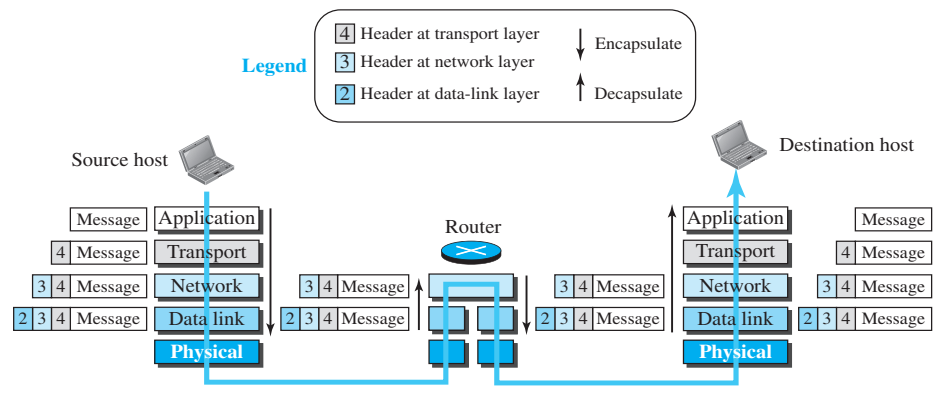 4 Header at transport layer
Encapsulate
Legend
3 Header at network layer
2 Header at data-link layer
Decapsulate
Source host
Destination host
Message Application
Router
Application Message
4 Message Transport
Transport 4 Message
3 4 Message Network 3 4 Message
3 4 Message Network 3 4 Message
2 3 4 Message Data link 2 3 4 Message
2 3 4 Message Data link 2 3 4 Message
Physical
Physical